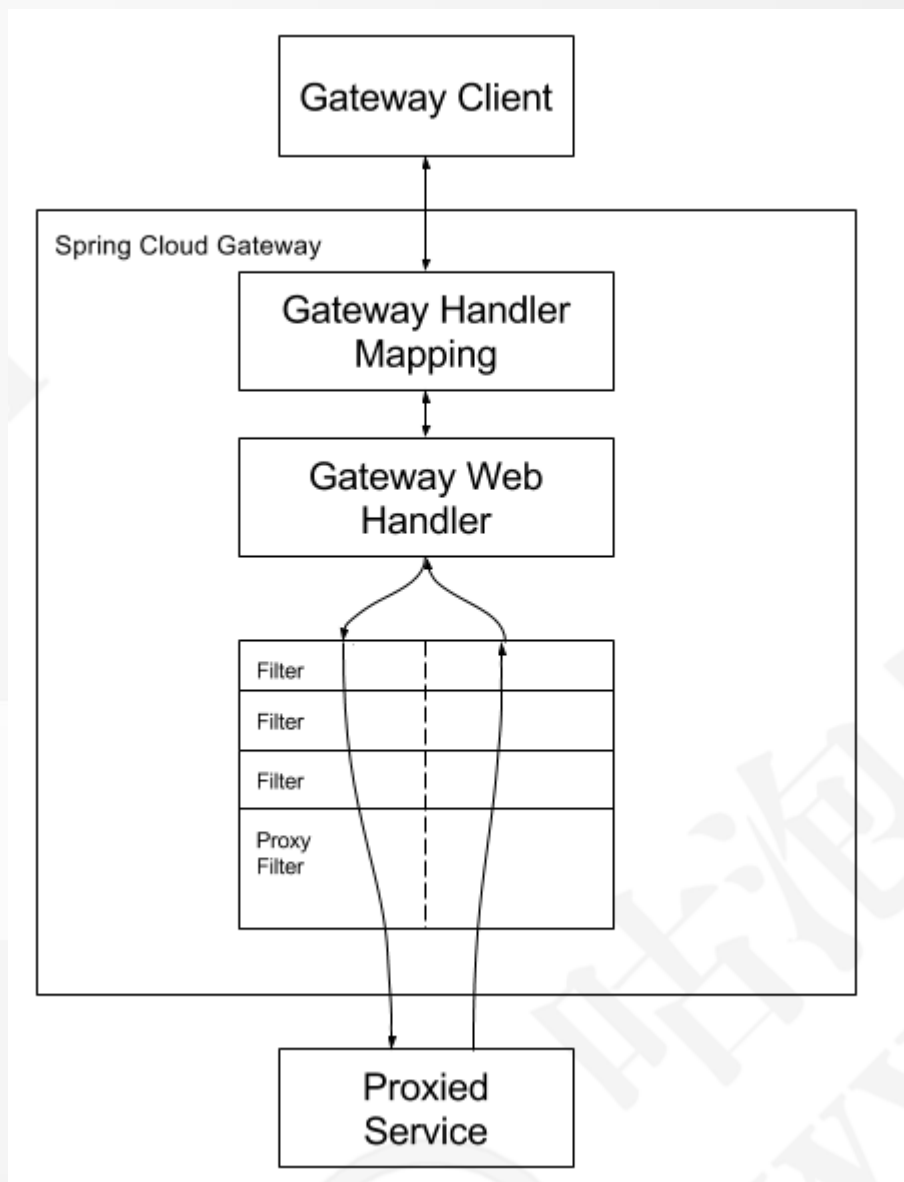 Gateway Client
Spring Cloud Gateway
Gateway Handler
Mapping
Gateway Web
Handler
Filter
Filter
Filter
Proxy
Filter
Proxied
Service